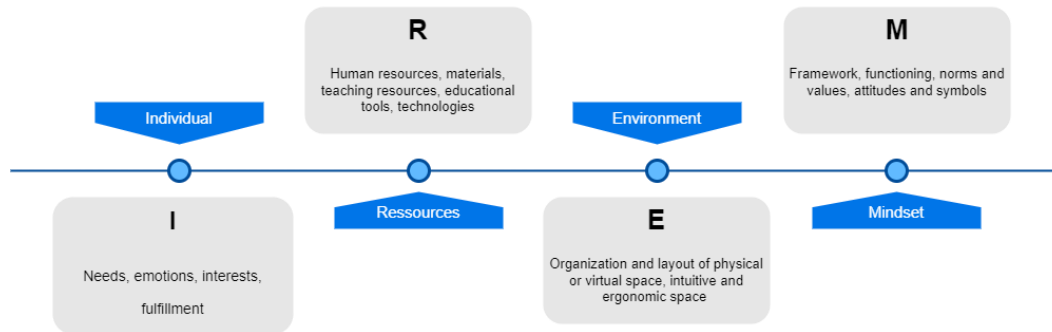 Individual
I
Needs, emotions, interests,
fulfillment
R
Human resources, materials,
teaching resources, educational
tools, technologies
Ressources
Environment
E
Organization and layout of physical
or virtual space, intuitive and
ergonomic space
M
Framework, functioning, norms and
values, attitudes and symbols
Mindset